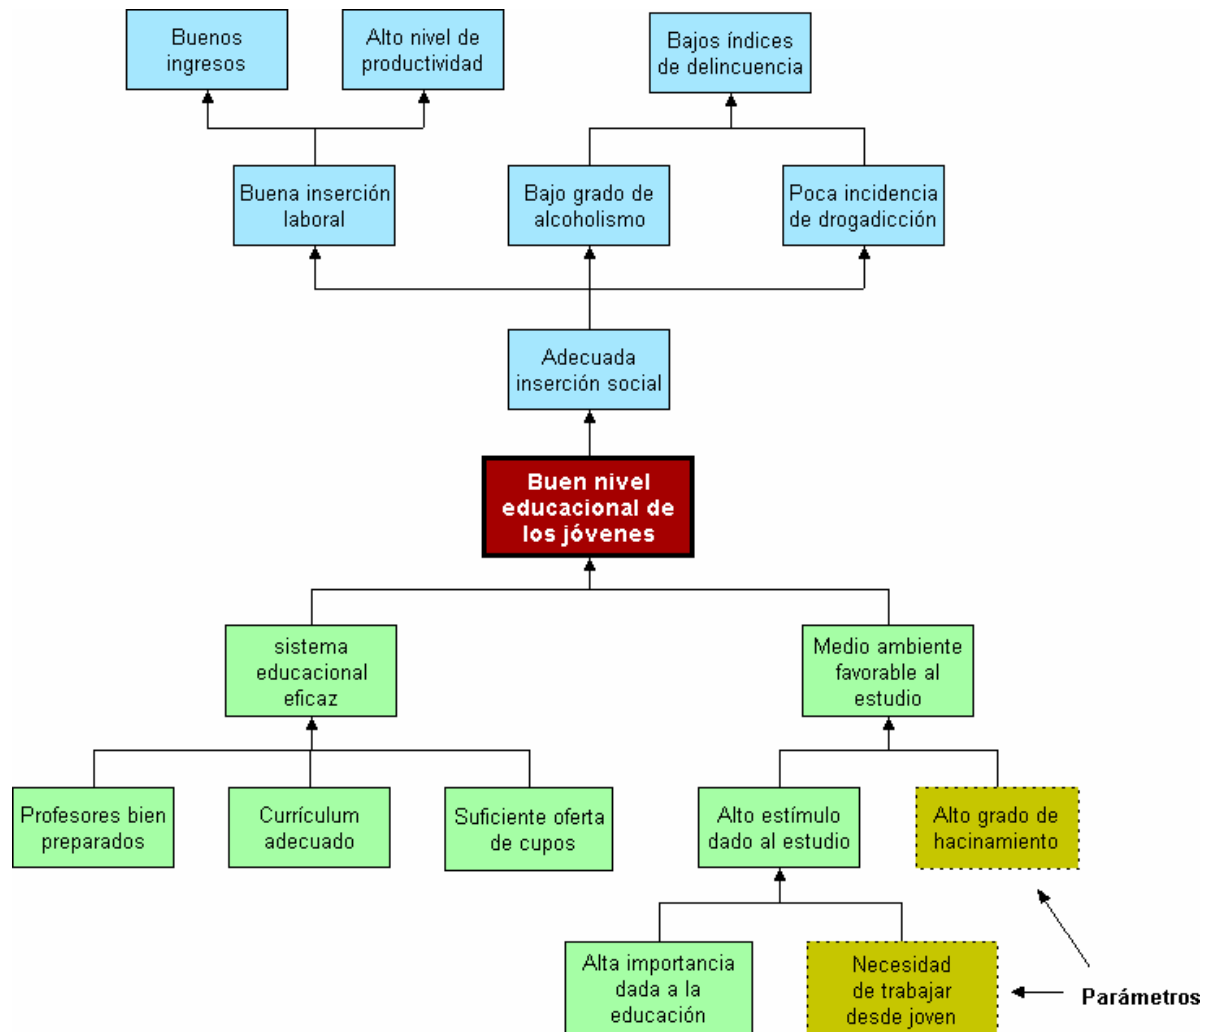 Buenos
ingresos
Alto nivel de
productividad
Bajos índices
de delincuencia
Buena inserción
laboral
Bajo grado de
alcoholismo
Poca incidencia
de drogadicción
Adecuada
inserción social
Buen nivel
educacional de
los jóvenes
sistema
educacional
eficaz
Medio ambiente
favorable al
estudio
Profesores bien
preparados
Currículum
adecuado
Suficiente oferta
de cupos
Alto estímulo
dado al estudio
Alto grado de
hacinamiento
Alta importancia
dada a la
educación
Necesidad
de trabajar
desde joven
Parámetros